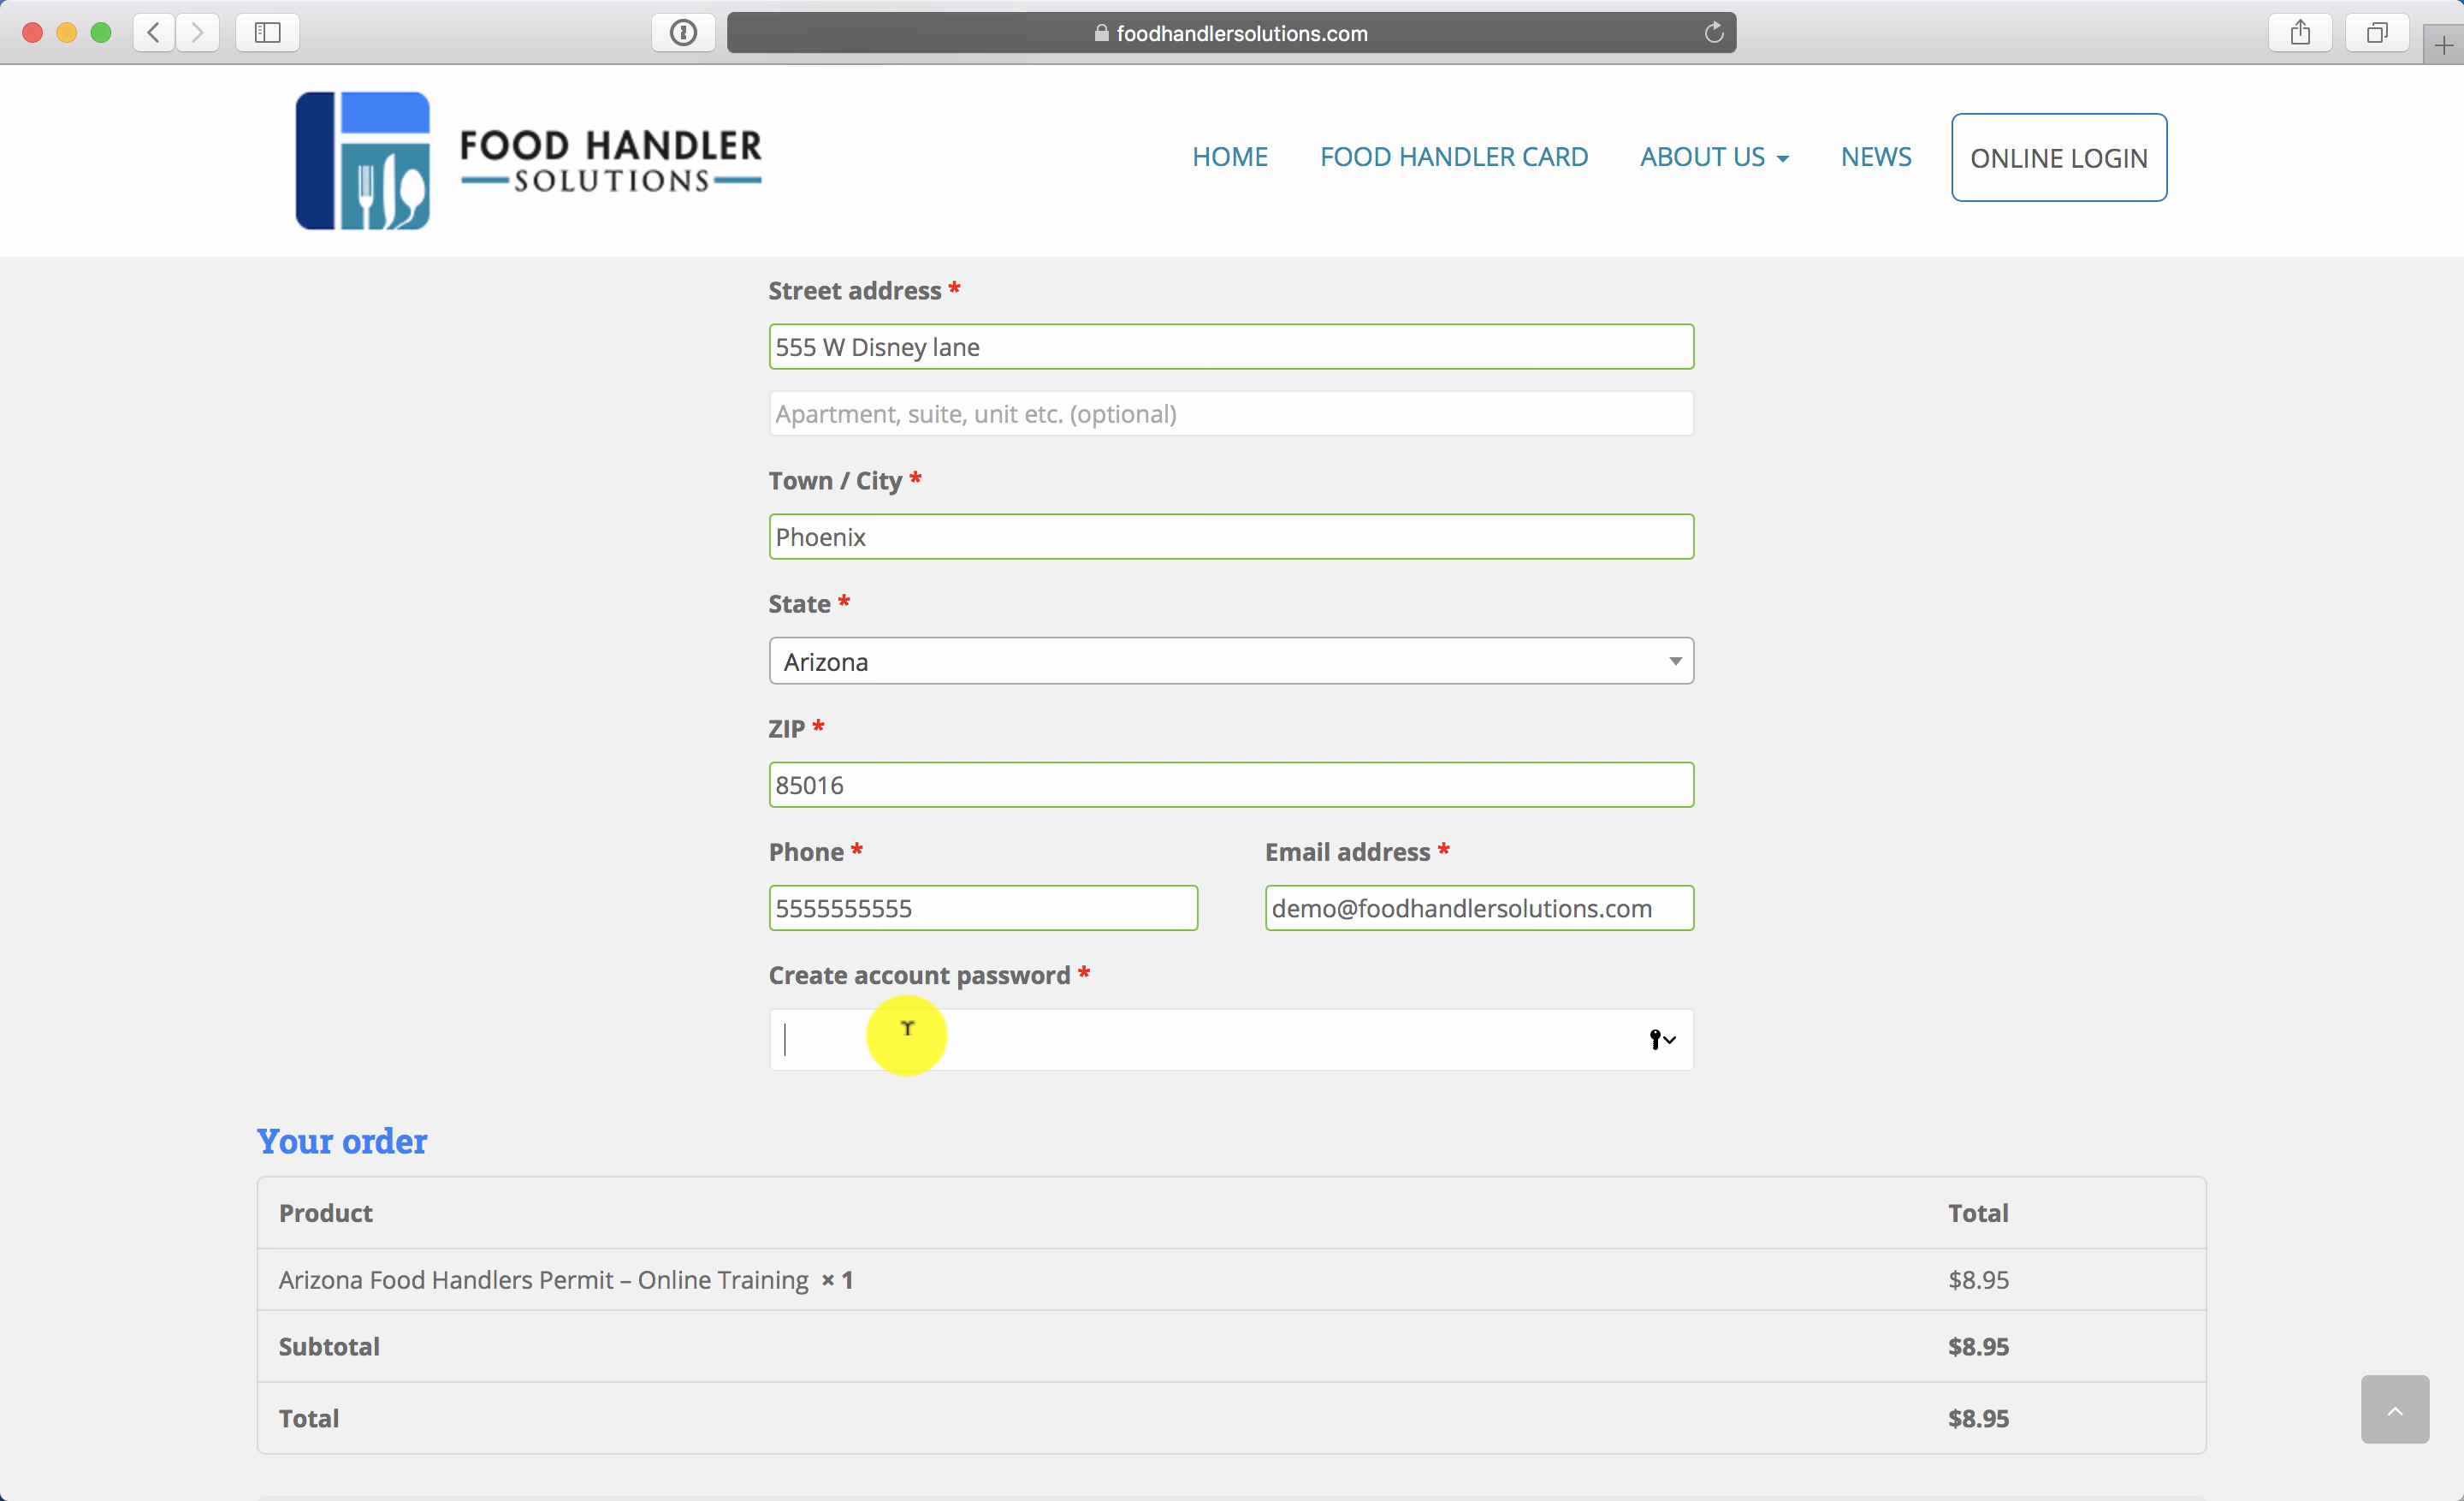 foodhandlersolutions.com
FOOD HANDLER
SOLUTIONS
HOME FOOD HANDLER CARD ABOUT US NEWS ONLINE LOGIN
Street address *
555 W Disney lane
Apartment, suite, unit etc. (optional)
Town / City *
Phoenix
State *
Arizona
ZIP *
85016
Phone * Email address *
5555555555 demo@foodhandlersolutions.com
Create account password *
Your order
Product Total
Arizona Food Handlers Permit – Online Training × 1 $8.95
Subtotal $8.95
Total $8.95